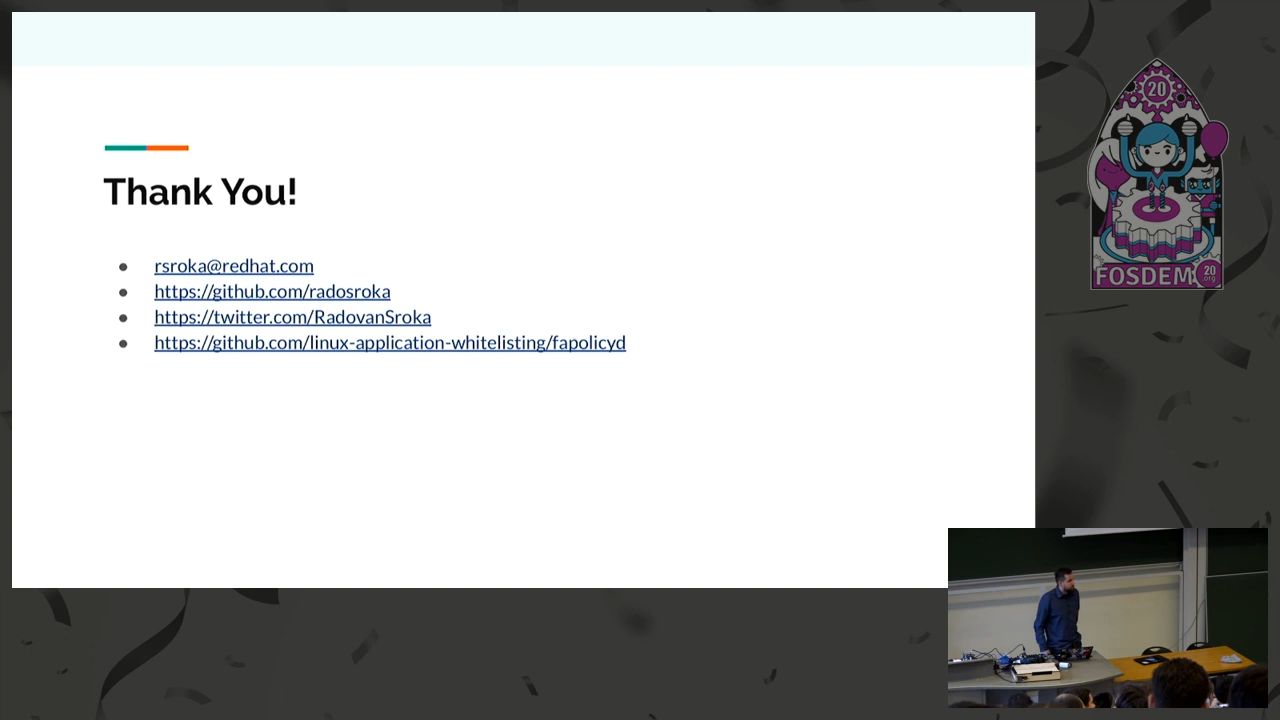 Thank You!
rsroka@redhat.com
https://github.com/radosroka
https://twitter.com/RadovanSroka
https://github.com/linux-application-whitelisting/fapolicyd
20
FOSDEM
20
.org